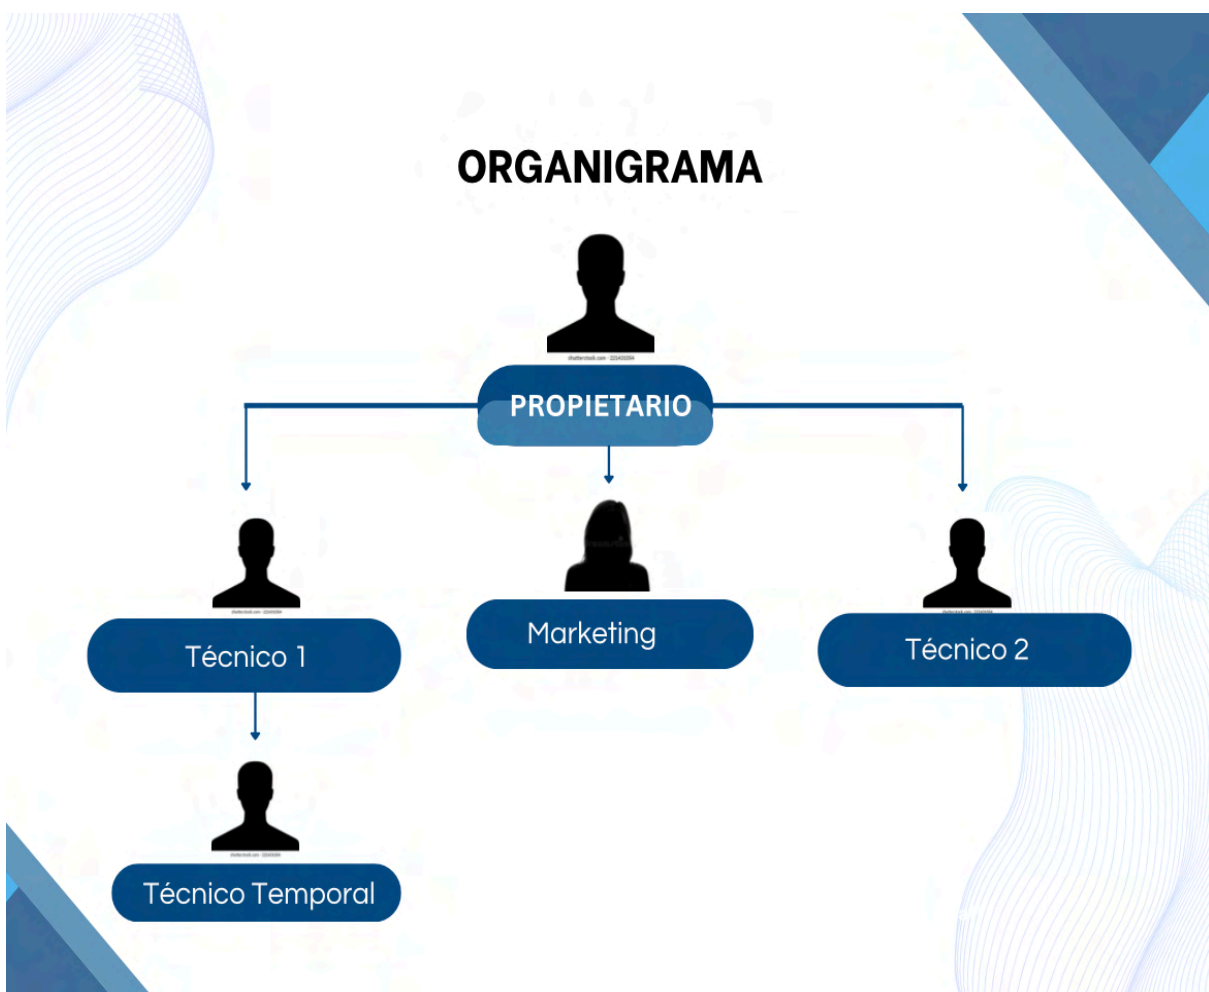 ORGANIGRAMA
PROPIETARIO
Técnico 1
Marketing
Técnico 2
Técnico Temporal